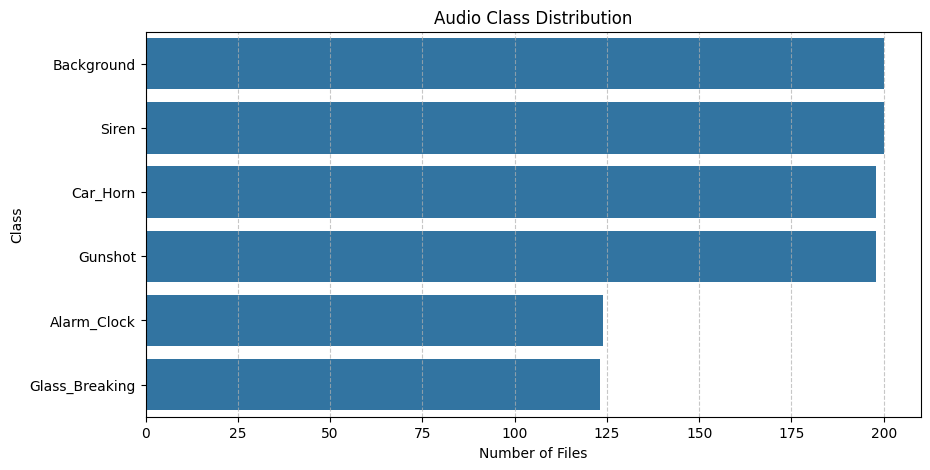 Audio Class Distribution
Class
Background
Siren
Car_Horn
Gunshot
Alarm_Clock
Glass_Breaking
0 25 50 75 100 125 150 175 200
Number of Files